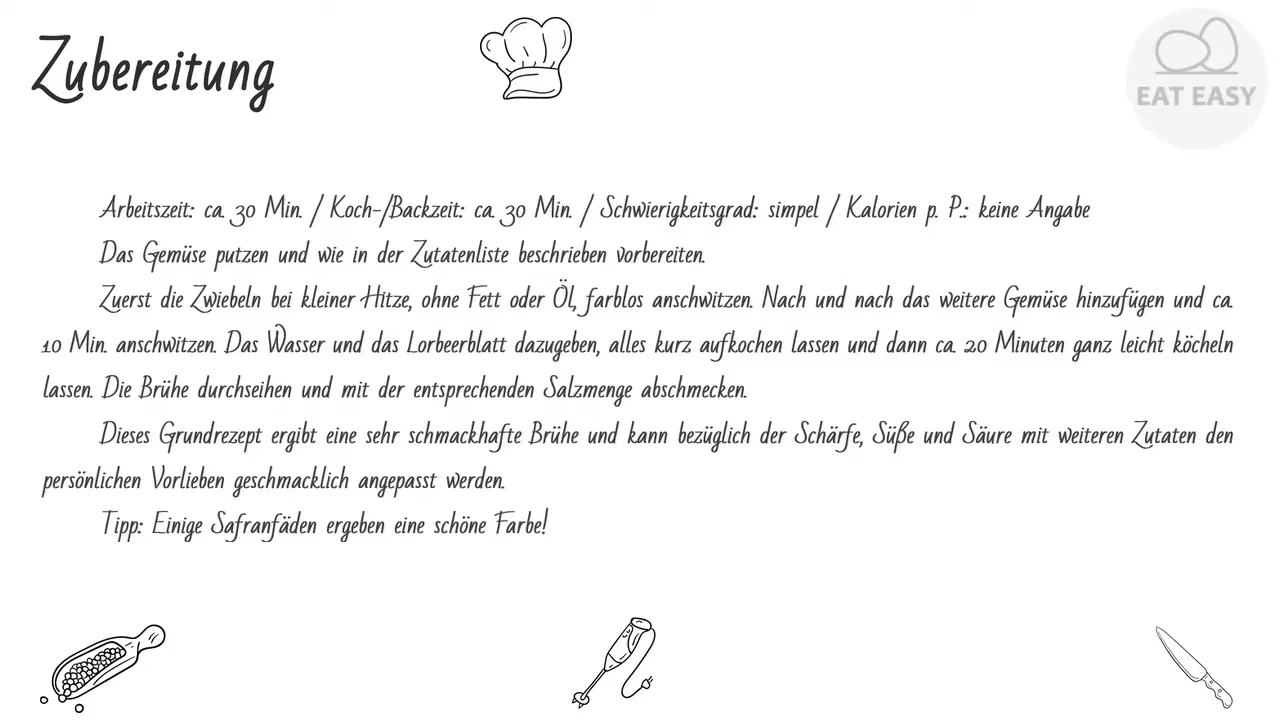 Zubereitung
EAT EASY
Arbeitszeit: ca. 30 Min. / Koch-/Backzeit: ca. 30 Min. / Schwierigkeitsgrad: simpel / Kalorien p. P.: keine Angabe
Das Gemüse putzen und wie in der Zutatenliste beschrieben vorbereiten.
Zuerst die Zwiebeln bei kleiner Hitze, ohne Fett oder Öl, farblos anschwitzen. Nach und nach das weitere Gemüse hinzufügen und ca.
10 Min. anschwitzen. Das Wasser und das Lorbeerblatt dazugeben, alles kurz aufkochen lassen und dann ca. 20 Minuten ganz leicht köcheln
lassen. Die Brühe durchseihen und mit der entsprechenden Salzmenge abschmecken.
Dieses Grundrezept ergibt eine sehr schmackhafte Brühe und kann bezüglich der Schärfe, Süße und Säure mit weiteren Zutaten den
persönlichen Vorlieben geschmacklich angepasst werden.
Tipp: Einige Safranfäden ergeben eine schöne Farbe!